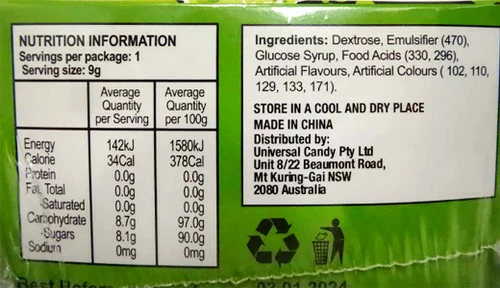 NUTRITION INFORMATION
Servings per package: 1
Serving size: 9g
Average Quantity per Serving
Average Quantity per 100g
Energy 142kJ 1580kJ
Calorie 34Cal 378Cal
Protein 0.0g 0.0g
Fat, Total 0.0g 0.0g
-Saturated 0.0g 0.0g
Carbohydrate 8.7g 97.0g
-Sugars 8.1g 90.0g
Sodium 0mg 0mg
Ingredients: Dextrose, Emulsifier (470),
Glucose Syrup, Food Acids (330, 296),
Artificial Flavours, Artificial Colours ( 102, 110,
129, 133, 171).
STORE IN A COOL AND DRY PLACE
MADE IN CHINA
Distributed by:
Universal Candy Pty Ltd
Unit 8/22 Beaumont Road,
Mt Kuring-Gai NSW
2080 Australia
Best Before 03.01.2024